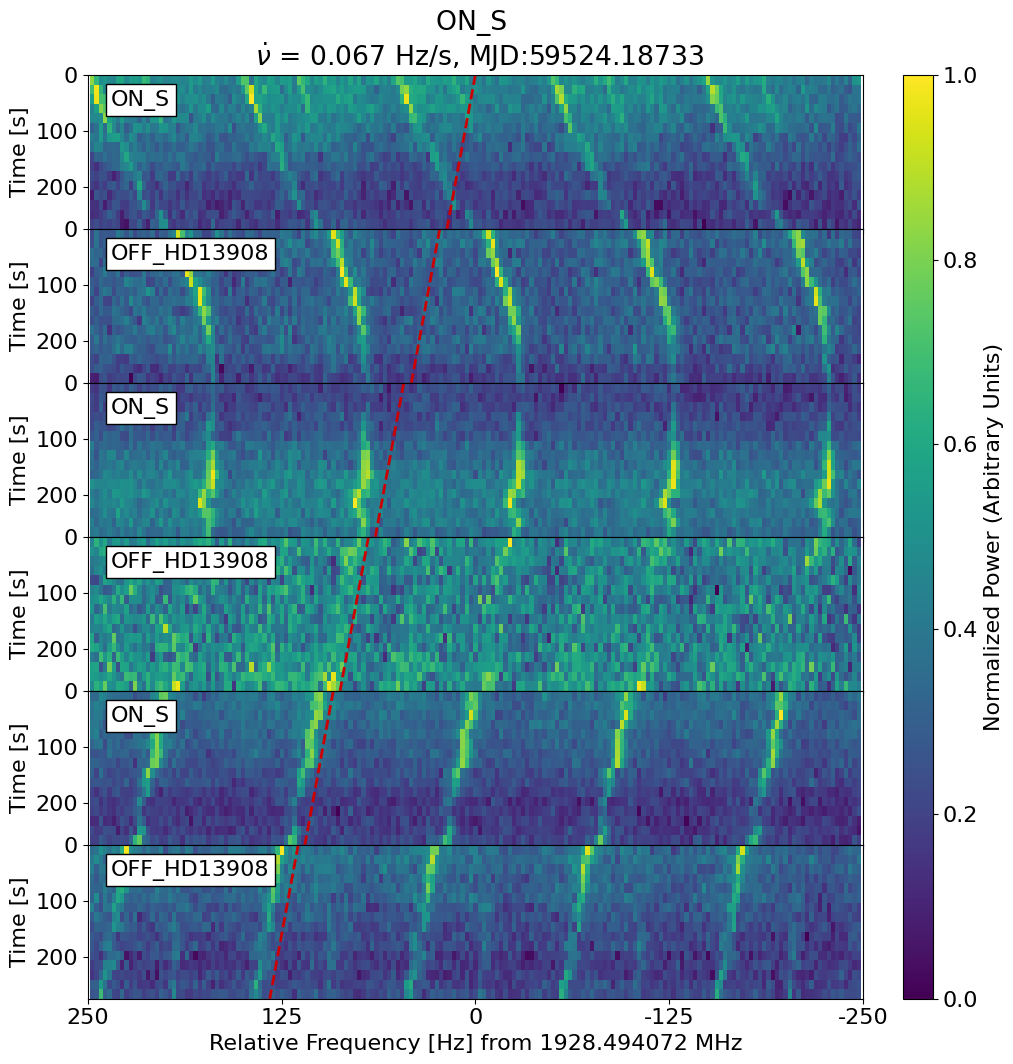 ON_S
ν̇ = 0.067 Hz/s, MJD:59524.18733
0
ON_S
100
200
Time [s]
0
OFF_HD13908
100
200
Time [s]
0
ON_S
100
200
Time [s]
0
OFF_HD13908
100
200
Time [s]
0
ON_S
100
200
Time [s]
0
OFF_HD13908
100
200
Time [s]
250 125 0 -125 -250
Relative Frequency [Hz] from 1928.494072 MHz
1.0
0.8
0.6
0.4
0.2
0.0
Normalized Power (Arbitrary Units)